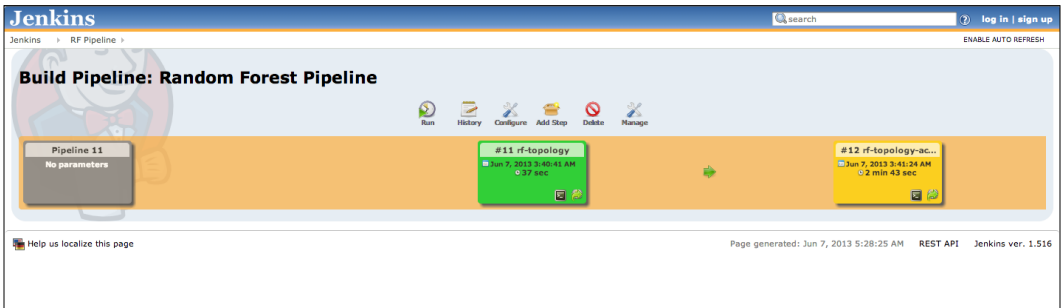 Jenkins
search
log in | sign up
Jenkins
RF Pipeline
ENABLE AUTO REFRESH
Build Pipeline: Random Forest Pipeline
Run
History
Configure
Add Step
Delete
Manage
Pipeline 11
No parameters
#11 rf-topology
Jun 7, 2013 3:40:41 AM
37 sec
#12 rf-topology-ac...
Jun 7, 2013 3:41:24 AM
2 min 43 sec
Help us localize this page
Page generated: Jun 7, 2013 5:28:25 AM
REST API
Jenkins ver. 1.516